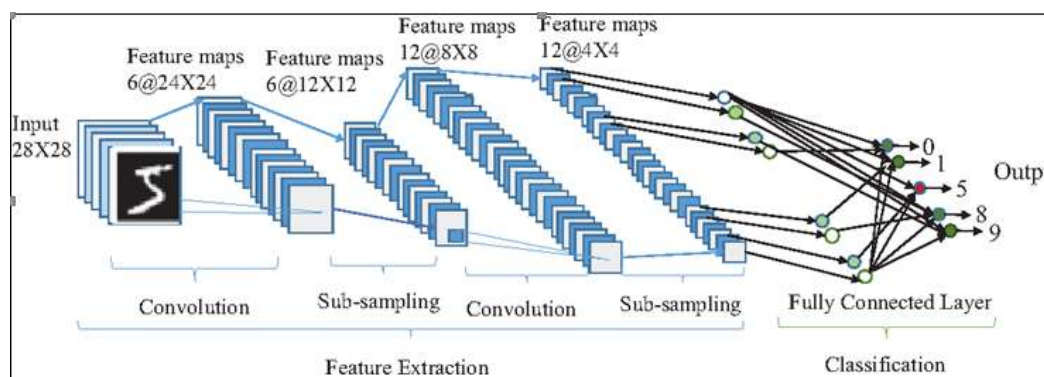 Feature maps
6@24X24
Feature maps
6@12X12
Feature maps
12@8X8
Feature maps
12@4X4
Input
28X28
0
1
5
8
9
Output
Convolution
Sub-sampling
Convolution
Sub-sampling
Fully Connected Layer
Feature Extraction
Classification